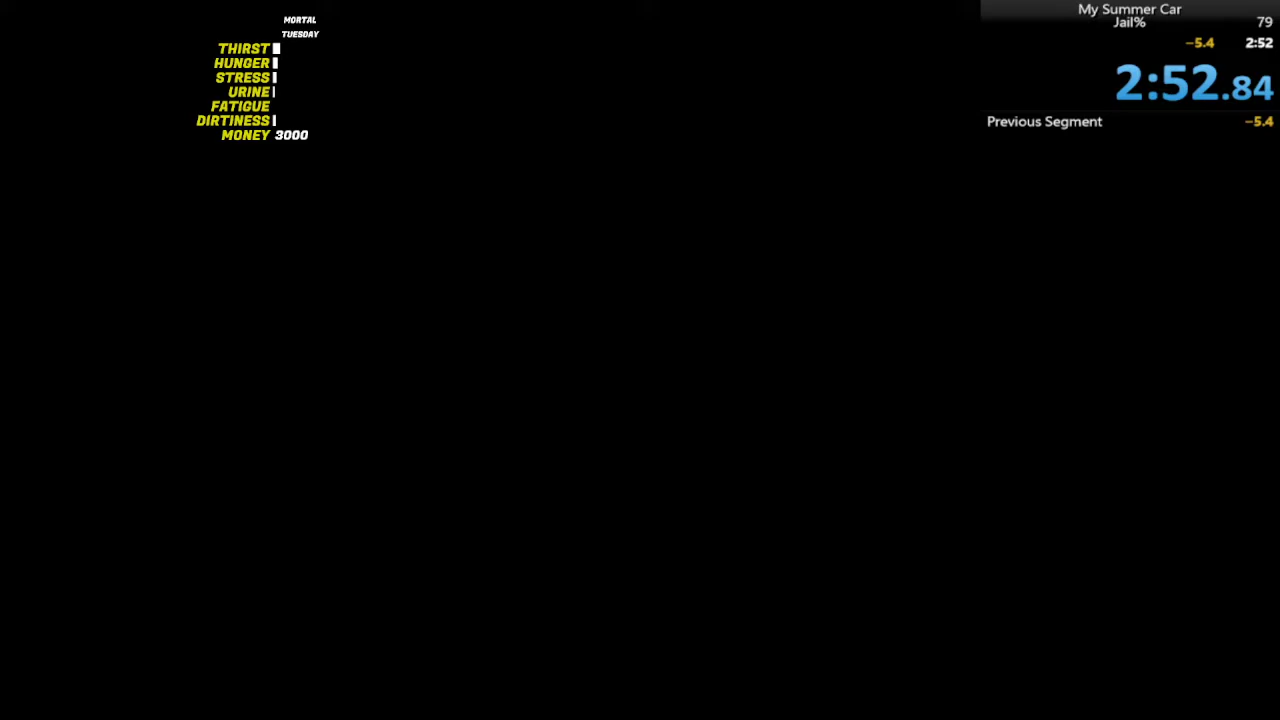 MORTAL
TUESDAY
THIRST
HUNGER
STRESS
URINE
FATIGUE
DIRTINESS
MONEY 3000
My Summer Car
Jail% 79
−5.4 2:52
2:52.84
Previous Segment −5.4